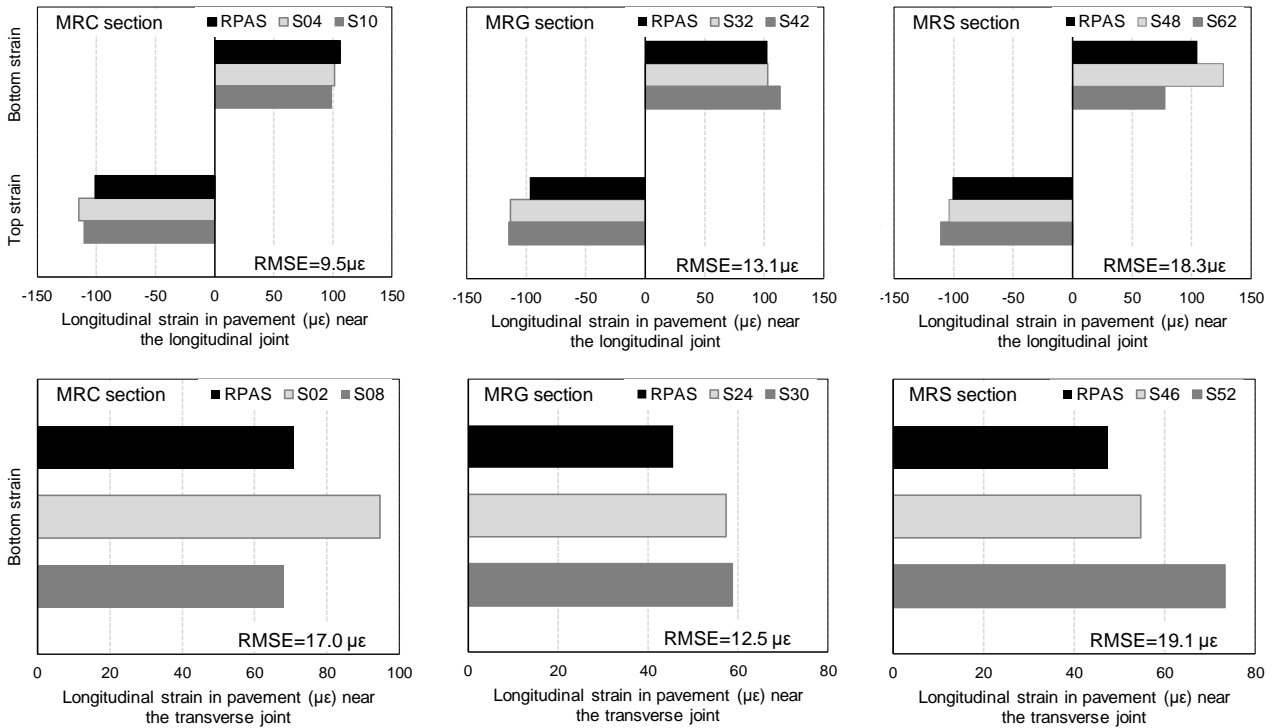 MRC section
RPAS S04 S10
Bottom strain
Top strain
RMSE=9.5µε
-150 -100 -50 0 50 100 150
Longitudinal strain in pavement (µε) near
the longitudinal joint
MRG section
RPAS S32 S42
RMSE=13.1µε
-150 -100 -50 0 50 100 150
Longitudinal strain in pavement (µε) near
the longitudinal joint
MRS section
RPAS S48 S62
RMSE=18.3µε
-150 -100 -50 0 50 100 150
Longitudinal strain in pavement (µε) near
the longitudinal joint
MRC section
RPAS S02 S08
Bottom strain
RMSE=17.0 µε
0 20 40 60 80 100
Longitudinal strain in pavement (µε) near
the transverse joint
MRG section
RPAS S24 S30
RMSE=12.5 µε
0 20 40 60 80
Longitudinal strain in pavement (µε) near
the transverse joint
MRS section
RPAS S46 S52
RMSE=19.1 µε
0 20 40 60 80
Longitudinal strain in pavement (µε) near
the transverse joint